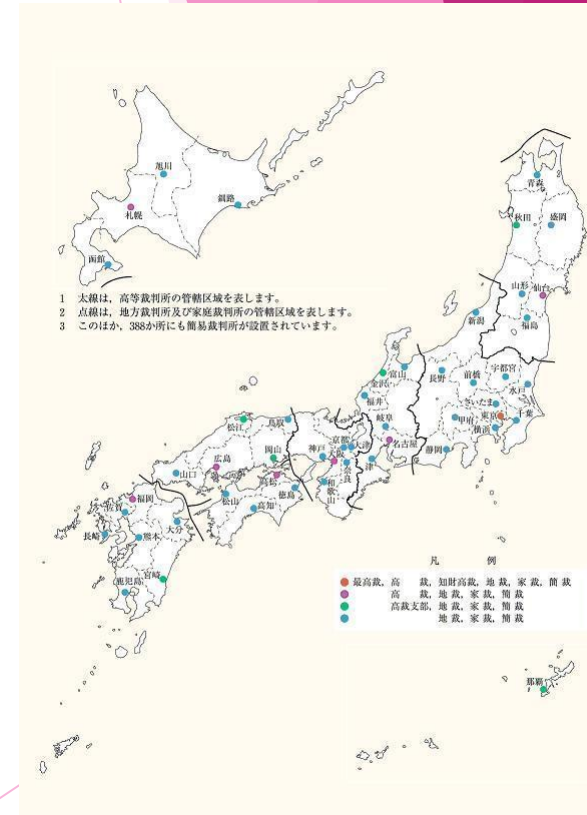 旭川
釧路
札幌
函館
1 太線は，高等裁判所の管轄区域を表します。
2 点線は，地方裁判所及び家庭裁判所の管轄区域を表します。
3 このほか，388か所にも簡易裁判所が設置されています。
青森
秋田
盛岡
山形
仙台
福島
新潟
富山
金沢
福井
長野
前橋
宇都宮
水戸
さいたま
東京
千葉
甲府
横浜
静岡
岐阜
名古屋
津
大津
京都
大阪
奈良
神戸
和歌山
鳥取
松江
岡山
広島
山口
高松
徳島
松山
高知
福岡
佐賀
長崎
大分
熊本
宮崎
鹿児島
凡 例
最高裁，高 裁，知財高裁，地 裁，家 裁，簡 裁
高 裁，地 裁，家 裁，簡 裁
高裁支部，地 裁，家 裁，簡 裁
地 裁，家 裁，簡 裁
那覇